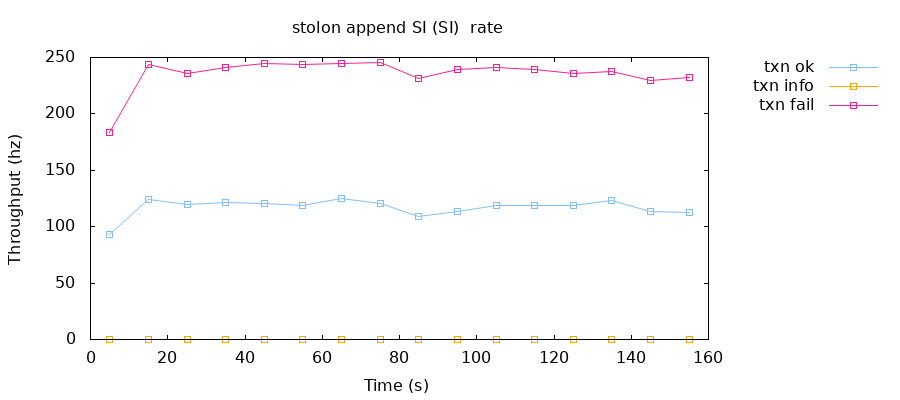 stolon append SI (SI)  rate
txn ok
txn info
txn fail
Throughput (hz)
250
200
150
100
50
0
0 20 40 60 80 100 120 140 160
Time (s)